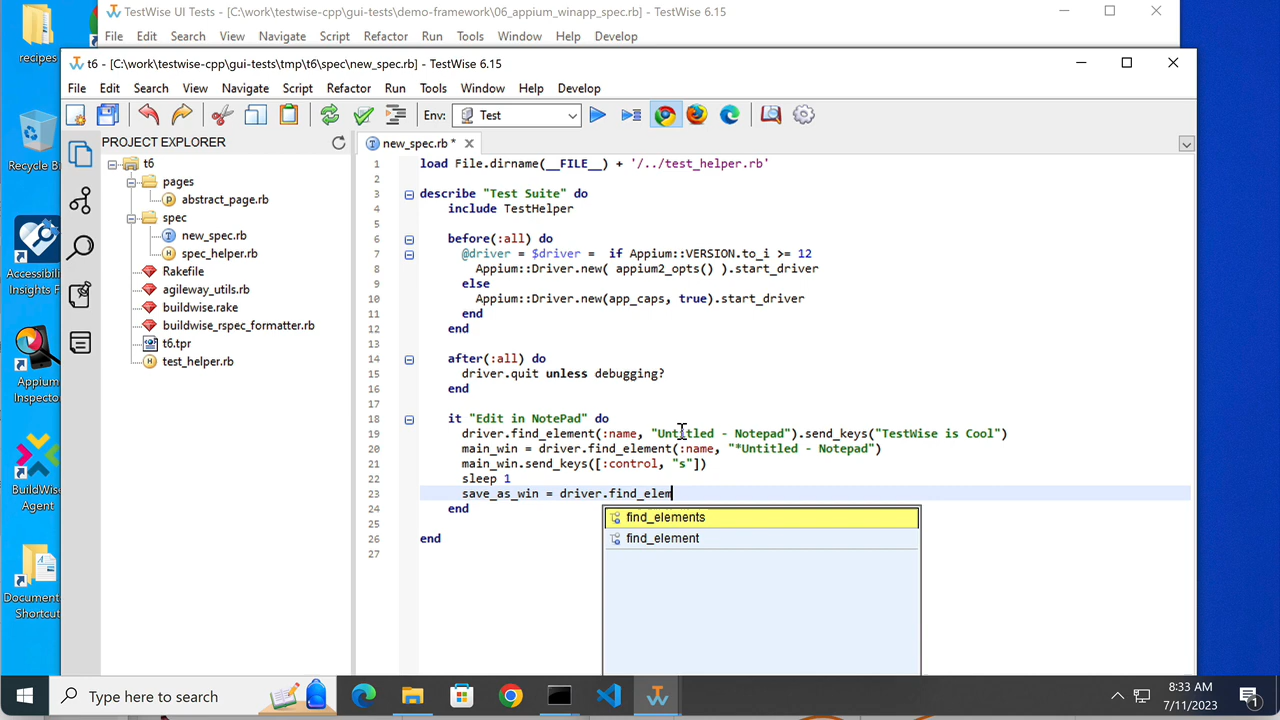 TestWise UI Tests - [C:\work\testwise-cpp\gui-tests\demo-framework\06_appium_winapp_spec.rb] - TestWise 6.15
File Edit Search View Navigate Script Refactor Run Tools Window Help Develop
t6 - [C:\work\testwise-cpp\gui-tests\tmp\t6\spec\new_spec.rb] - TestWise 6.15
File Edit Search View Navigate Script Refactor Run Tools Window Help Develop
Env: Test
recipes
Recycle Bi
Accessibili
Insights F
Appium
Inspector
BuildWise
Agent
Document
Shortcut
PROJECT EXPLORER
t6
pages
abstract_page.rb
spec
new_spec.rb
spec_helper.rb
Rakefile
agileway_utils.rb
buildwise.rake
buildwise_rspec_formatter.rb
t6.tpr
test_helper.rb
new_spec.rb *
1 load File.dirname(__FILE__) + '/../test_helper.rb'
2
3 describe "Test Suite" do
4 include TestHelper
5
6 before(:all) do
7 @driver = $driver = if Appium::VERSION.to_i >= 12
8 Appium::Driver.new( appium2_opts() ).start_driver
9 else
10 Appium::Driver.new(app_caps, true).start_driver
11 end
12 end
13
14 after(:all) do
15 driver.quit unless debugging?
16 end
17
18 it "Edit in NotePad" do
19 driver.find_element(:name, "Untitled - Notepad").send_keys("TestWise is Cool")
20 main_win = driver.find_element(:name, "*Untitled - Notepad")
21 main_win.send_keys([:control, "s"])
22 sleep 1
23 save_as_win = driver.find_elem
24 end
25
26 end
27
find_elements
find_element
Type here to search
8:33 AM
7/11/2023
1